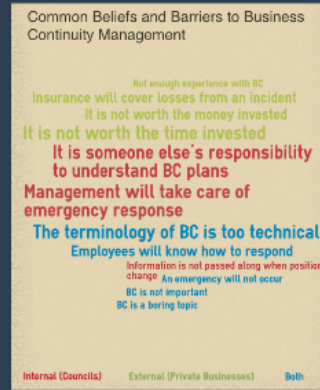 Common Beliefs and Barriers to Business
Continuity Management
Not enough experience with BC
Insurance will cover losses from an incident
It is not worth the money invested
It is not worth the time invested
It is someone else's responsibility
to understand BC plans
Management will take care of
emergency response
The terminology of BC is too technical
Employees will know how to respond
Information is not passed along when position
change An emergency will not occur
BC is not important
BC is a boring topic
Internal (Councils) External (Private Businesses) Both